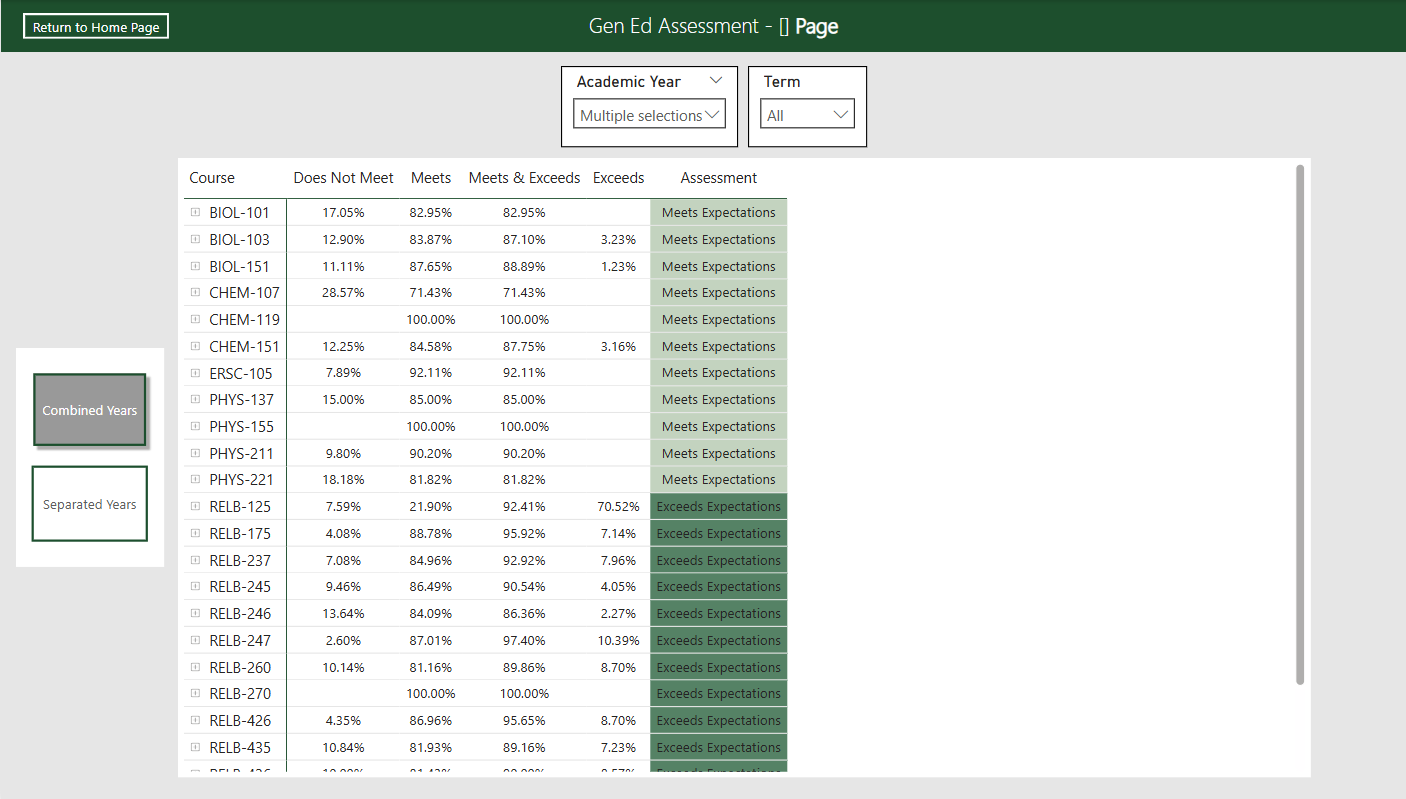 Return to Home Page
Gen Ed Assessment - [] Page
Academic Year
Term
Multiple selections
All
Course Does Not Meet Meets Meets & Exceeds Exceeds Assessment
BIOL-101 17.05% 82.95% 82.95% Meets Expectations
BIOL-103 12.90% 83.87% 87.10% 3.23% Meets Expectations
BIOL-151 11.11% 87.65% 88.89% 1.23% Meets Expectations
CHEM-107 28.57% 71.43% 71.43% Meets Expectations
CHEM-119 100.00% 100.00% Meets Expectations
CHEM-151 12.25% 84.58% 87.75% 3.16% Meets Expectations
ERSC-105 7.89% 92.11% 92.11% Meets Expectations
PHYS-137 15.00% 85.00% 85.00% Meets Expectations
PHYS-155 100.00% 100.00% Meets Expectations
PHYS-211 9.80% 90.20% 90.20% Meets Expectations
PHYS-221 18.18% 81.82% 81.82% Meets Expectations
RELB-125 7.59% 21.90% 92.41% 70.52% Exceeds Expectations
RELB-175 4.08% 88.78% 95.92% 7.14% Exceeds Expectations
RELB-237 7.08% 84.96% 92.92% 7.96% Exceeds Expectations
RELB-245 9.46% 86.49% 90.54% 4.05% Exceeds Expectations
RELB-246 13.64% 84.09% 86.36% 2.27% Exceeds Expectations
RELB-247 2.60% 87.01% 97.40% 10.39% Exceeds Expectations
RELB-260 10.14% 81.16% 89.86% 8.70% Exceeds Expectations
RELB-270 100.00% 100.00% Exceeds Expectations
RELB-426 4.35% 86.96% 95.65% 8.70% Exceeds Expectations
RELB-435 10.84% 81.93% 89.16% 7.23% Exceeds Expectations
Combined Years
Separated Years